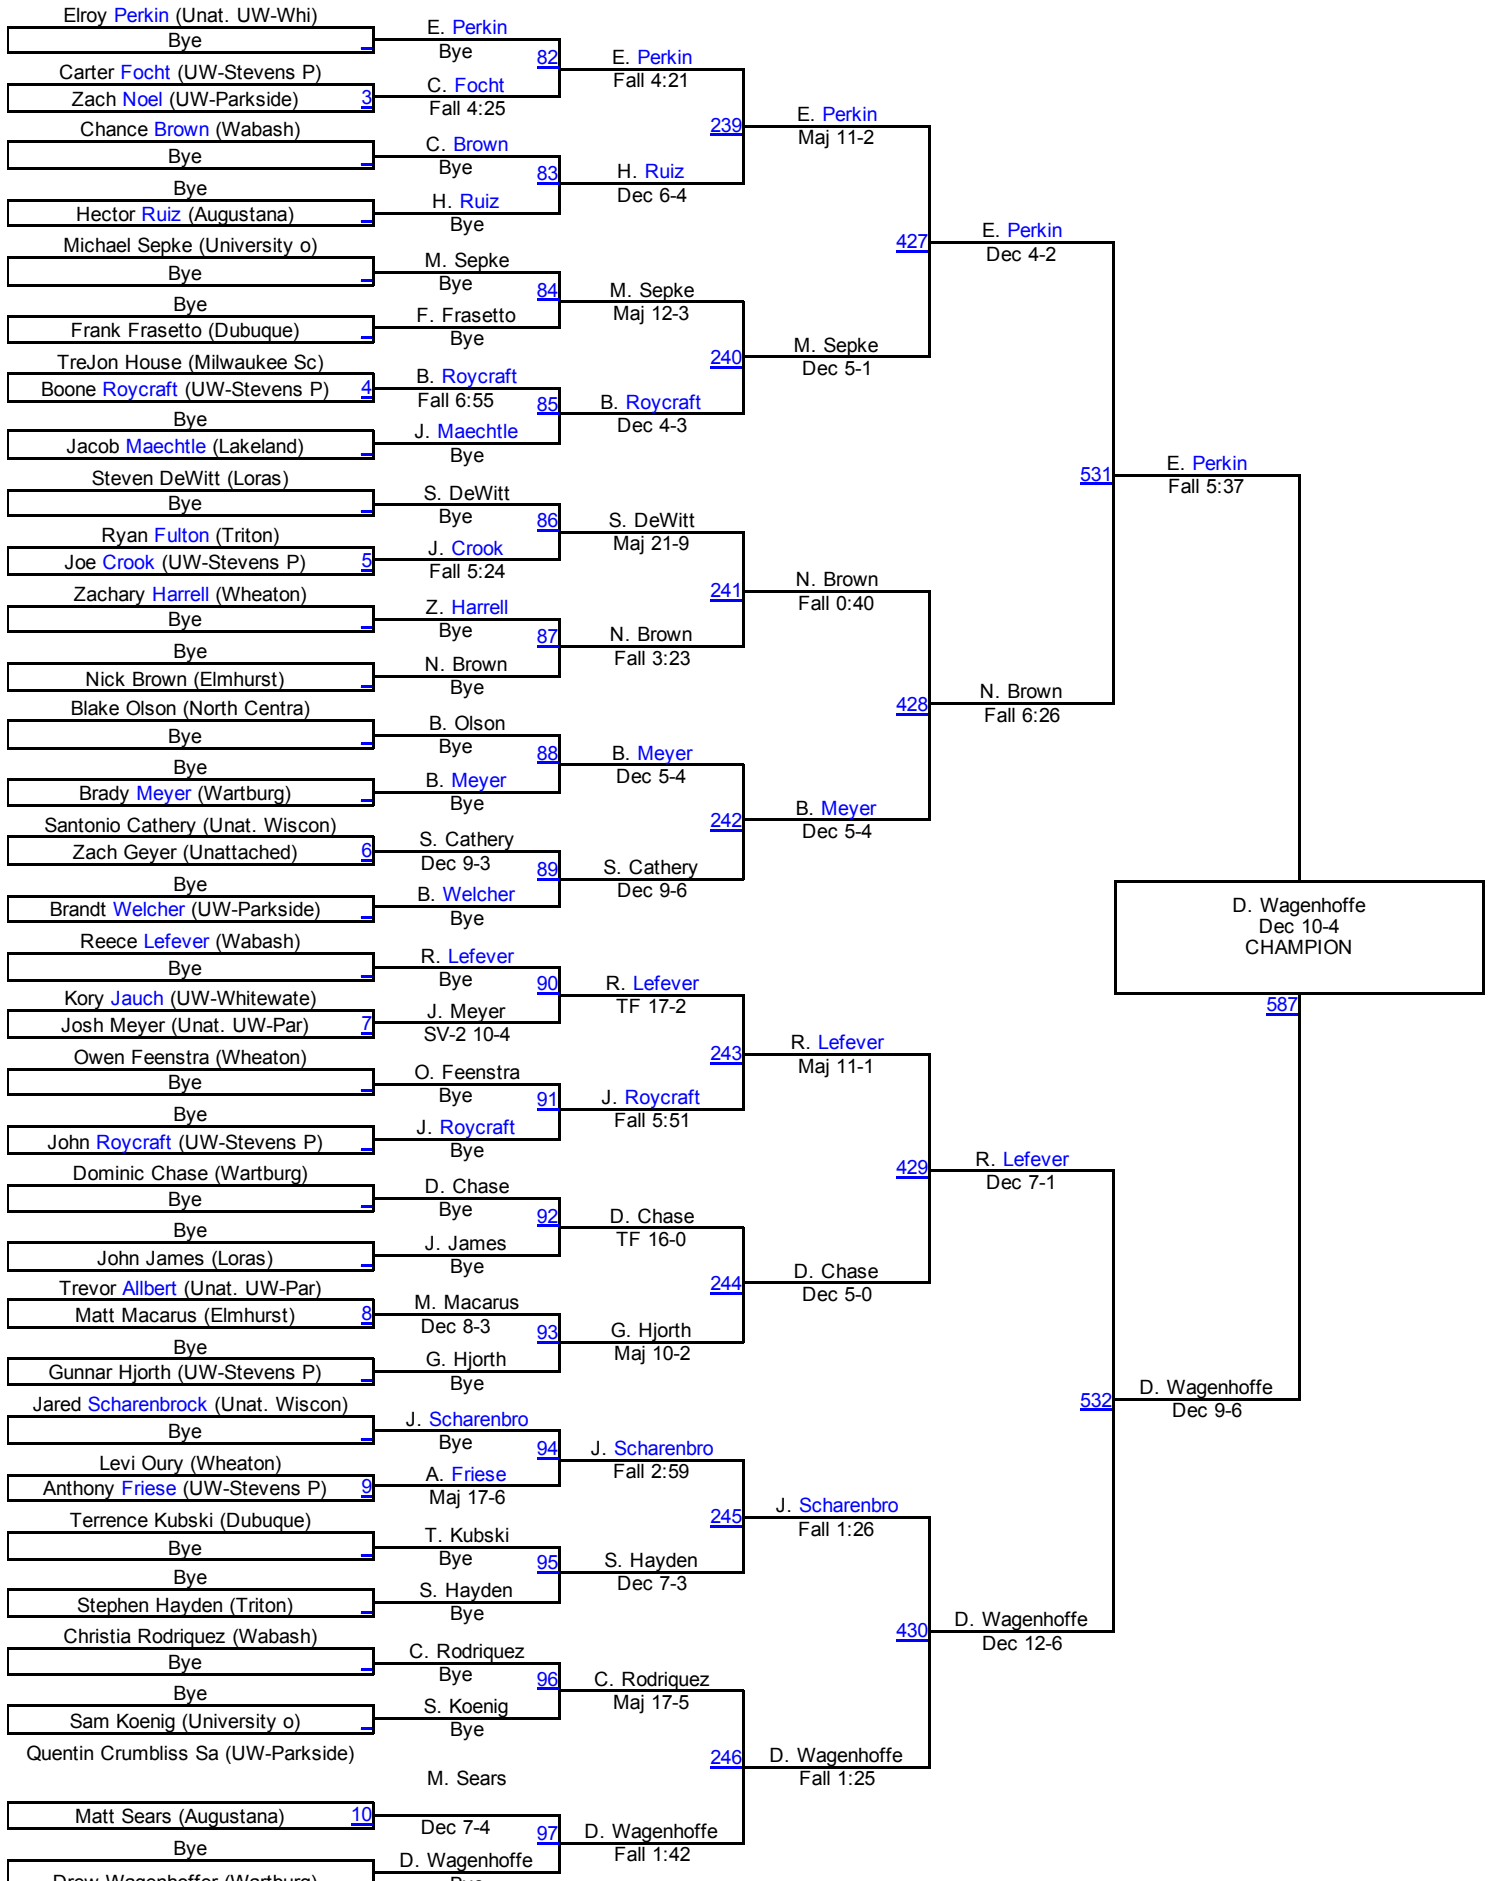 Elroy Perkin (Unat. UW-Whi)
Bye
Carter Focht (UW-Stevens P)
Zach Noel (UW-Parkside) 3
Chance Brown (Wabash)
Bye
Bye
Hector Ruiz (Augustana)
Michael Sepke (University o)
Bye
Bye
Frank Frasetto (Dubuque)
TreJon House (Milwaukee Sc)
Boone Roycraft (UW-Stevens P) 4
Bye
Jacob Maechtle (Lakeland)
Steven DeWitt (Loras)
Bye
Ryan Fulton (Triton)
Joe Crook (UW-Stevens P) 5
Zachary Harrell (Wheaton)
Bye
Bye
Nick Brown (Elmhurst)
Blake Olson (North Centra)
Bye
Bye
Brady Meyer (Wartburg)
Santonio Cathery (Unat. Wiscon)
Zach Geyer (Unattached) 6
Bye
Brandt Welcher (UW-Parkside)
Reece Lefever (Wabash)
Bye
Kory Jauch (UW-Whitewate)
Josh Meyer (Unat. UW-Par) 7
Owen Feenstra (Wheaton)
Bye
Bye
John Roycraft (UW-Stevens P)
Dominic Chase (Wartburg)
Bye
Bye
John James (Loras)
Trevor Allbert (Unat. UW-Par)
Matt Macarus (Elmhurst) 8
Bye
Gunnar Hjorth (UW-Stevens P)
Jared Scharenbrock (Unat. Wiscon)
Bye
Levi Oury (Wheaton)
Anthony Friese (UW-Stevens P) 9
Terrence Kubski (Dubuque)
Bye
Bye
Stephen Hayden (Triton)
Christia Rodriquez (Wabash)
Bye
Bye
Sam Koenig (University o)
Quentin Crumbliss Sa (UW-Parkside)
Matt Sears (Augustana) 10
Bye
Drew Wagenhoffer (Wartburg)
E. Perkin
Bye
82
C. Focht
Fall 4:25
C. Brown
Bye
83
H. Ruiz
Bye
M. Sepke
Bye
84
F. Frasetto
Bye
B. Roycraft
Fall 6:55
85
J. Maechtle
Bye
S. DeWitt
Bye
86
J. Crook
Fall 5:24
Z. Harrell
Bye
87
N. Brown
Bye
B. Olson
Bye
88
B. Meyer
Bye
S. Cathery
Dec 9-3
89
B. Welcher
Bye
R. Lefever
Bye
90
J. Meyer
SV-2 10-4
O. Feenstra
Bye
91
J. Roycraft
Bye
D. Chase
Bye
92
J. James
Bye
M. Macarus
Dec 8-3
93
G. Hjorth
Bye
J. Scharenbro
Bye
94
A. Friese
Maj 17-6
T. Kubski
Bye
95
S. Hayden
Bye
C. Rodriquez
Bye
96
S. Koenig
Bye
M. Sears
Dec 7-4
97
D. Wagenhoffe
Bye
E. Perkin
Fall 4:21
239
H. Ruiz
Dec 6-4
M. Sepke
Maj 12-3
240
B. Roycraft
Dec 4-3
S. DeWitt
Maj 21-9
241
N. Brown
Fall 3:23
B. Meyer
Dec 5-4
242
S. Cathery
Dec 9-6
R. Lefever
TF 17-2
243
J. Roycraft
Fall 5:51
D. Chase
TF 16-0
244
G. Hjorth
Maj 10-2
J. Scharenbro
Fall 2:59
245
S. Hayden
Dec 7-3
C. Rodriquez
Maj 17-5
246
D. Wagenhoffe
Fall 1:42
E. Perkin
Maj 11-2
427
M. Sepke
Dec 5-1
N. Brown
Fall 0:40
428
B. Meyer
Dec 5-4
R. Lefever
Maj 11-1
429
D. Chase
Dec 5-0
J. Scharenbro
Fall 1:26
430
D. Wagenhoffe
Fall 1:25
E. Perkin
Dec 4-2
531
N. Brown
Fall 6:26
R. Lefever
Dec 7-1
532
D. Wagenhoffe
Dec 12-6
E. Perkin
Fall 5:37
D. Wagenhoffe
Dec 10-4
CHAMPION
587
D. Wagenhoffe
Dec 9-6